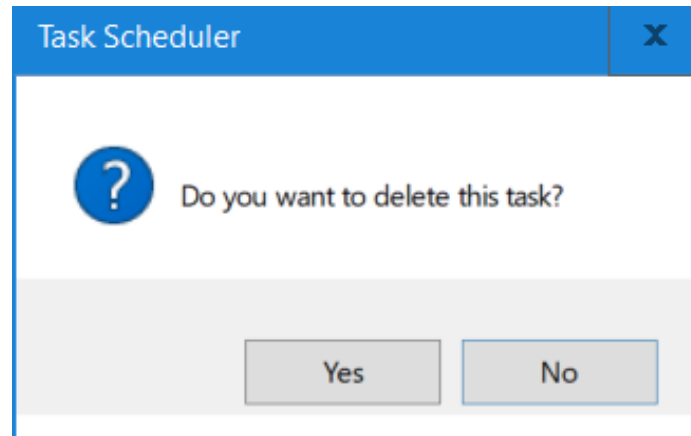 Task Scheduler
x
?
Do you want to delete this task?
Yes
No